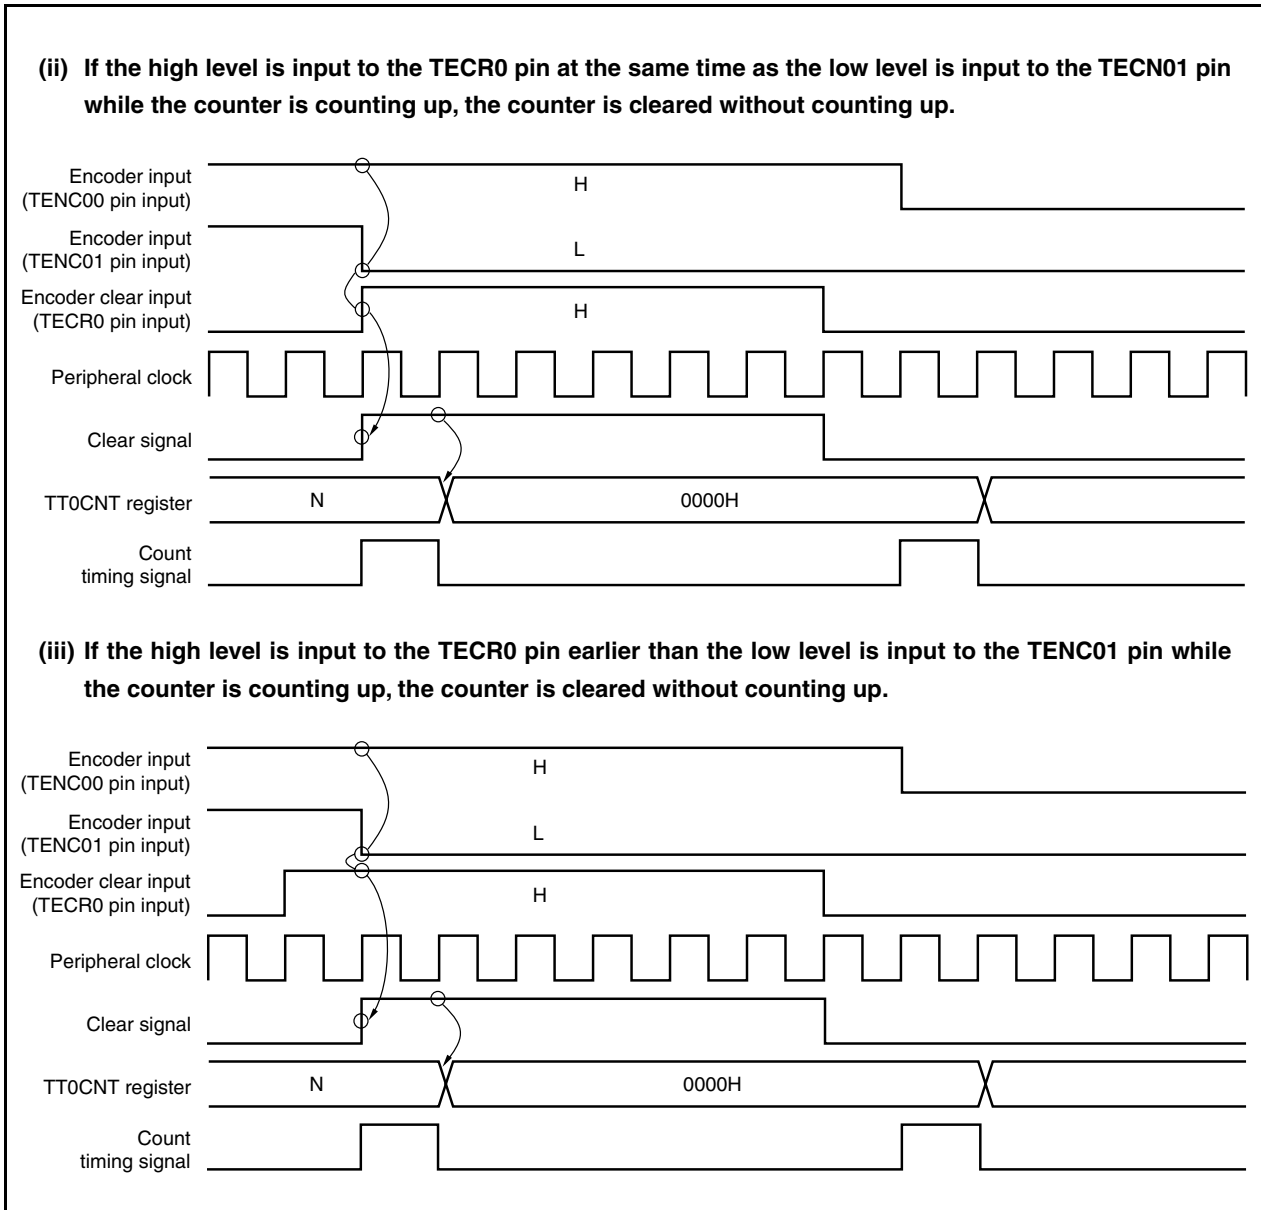 (ii) If the high level is input to the TECR0 pin at the same time as the low level is input to the TECN01 pin
while the counter is counting up, the counter is cleared without counting up.
Encoder input
(TENC00 pin input)
H
Encoder input
(TENC01 pin input)
L
Encoder clear input
(TECR0 pin input)
H
Peripheral clock
Clear signal
TT0CNT register
N
0000H
Count
timing signal
(iii) If the high level is input to the TECR0 pin earlier than the low level is input to the TENC01 pin while
the counter is counting up, the counter is cleared without counting up.
Encoder input
(TENC00 pin input)
H
Encoder input
(TENC01 pin input)
L
Encoder clear input
(TECR0 pin input)
H
Peripheral clock
Clear signal
TT0CNT register
N
0000H
Count
timing signal